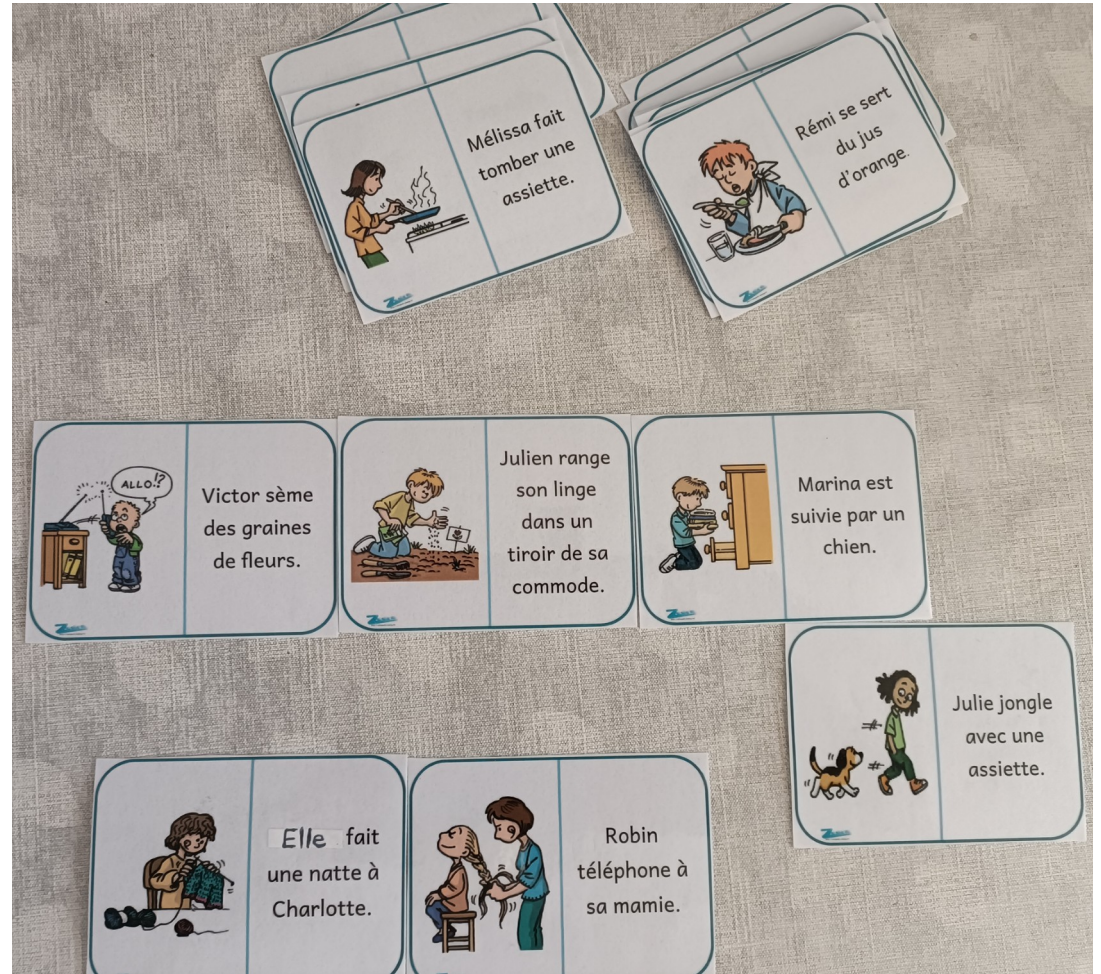 Mélissa fait
tomber une
assiette.
Rémi se sert
du jus
d'orange.
ALLO!?
Victor sème
des graines
de fleurs.
Julien range
son linge
dans un
tiroir de sa
commode.
Marina est
suivie par un
chien.
Julie jongle
avec une
assiette.
Elle fait
une natte à
Charlotte.
Robin
téléphone à
sa mamie.